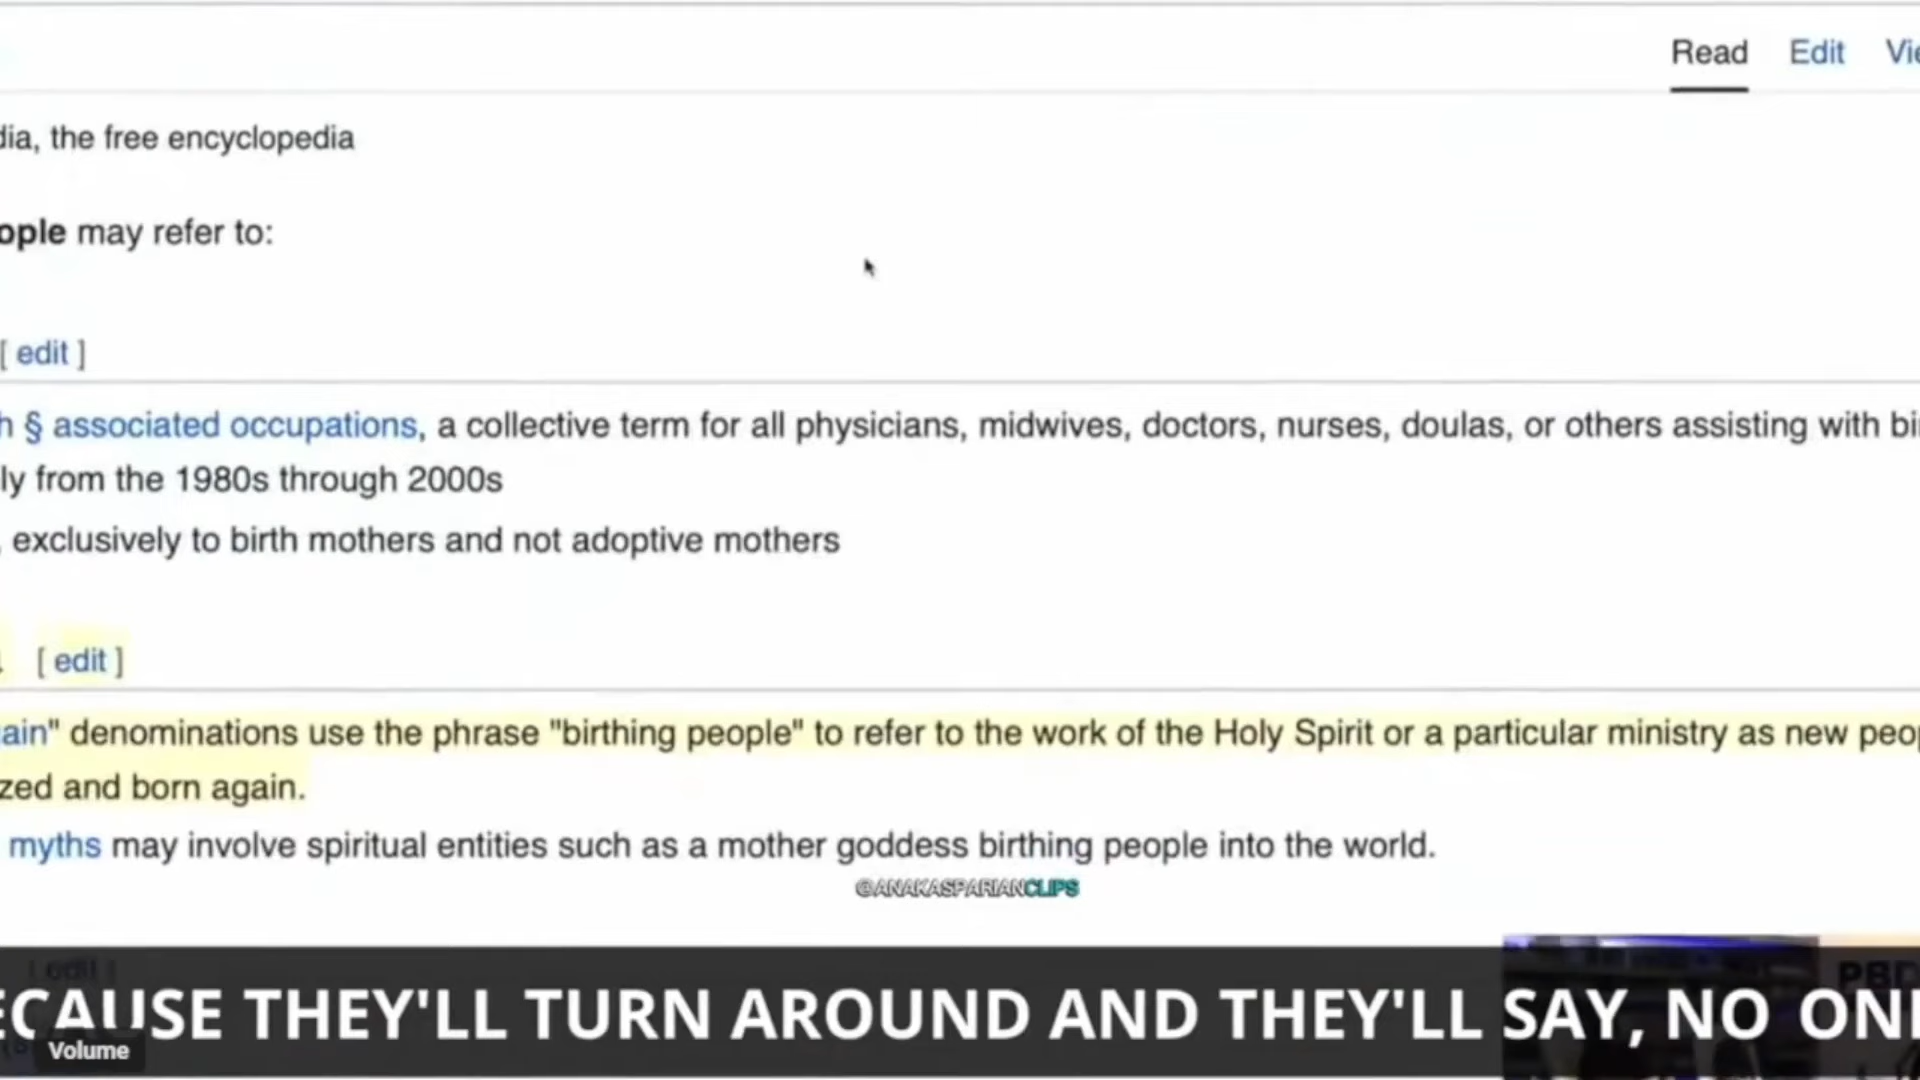 Read Edit Vie
dia, the free encyclopedia
ople may refer to:
[ edit ]
h § associated occupations, a collective term for all physicians, midwives, doctors, nurses, doulas, or others assisting with bi
ly from the 1980s through 2000s
, exclusively to birth mothers and not adoptive mothers
[ edit ]
ain" denominations use the phrase "birthing people" to refer to the work of the Holy Spirit or a particular ministry as new peop
zed and born again.
myths may involve spiritual entities such as a mother goddess birthing people into the world.
@ANAKASPARIANCLIPS
[ edit ]
PBD
ECAUSE THEY'LL TURN AROUND AND THEY'LL SAY, NO ONE
Volume